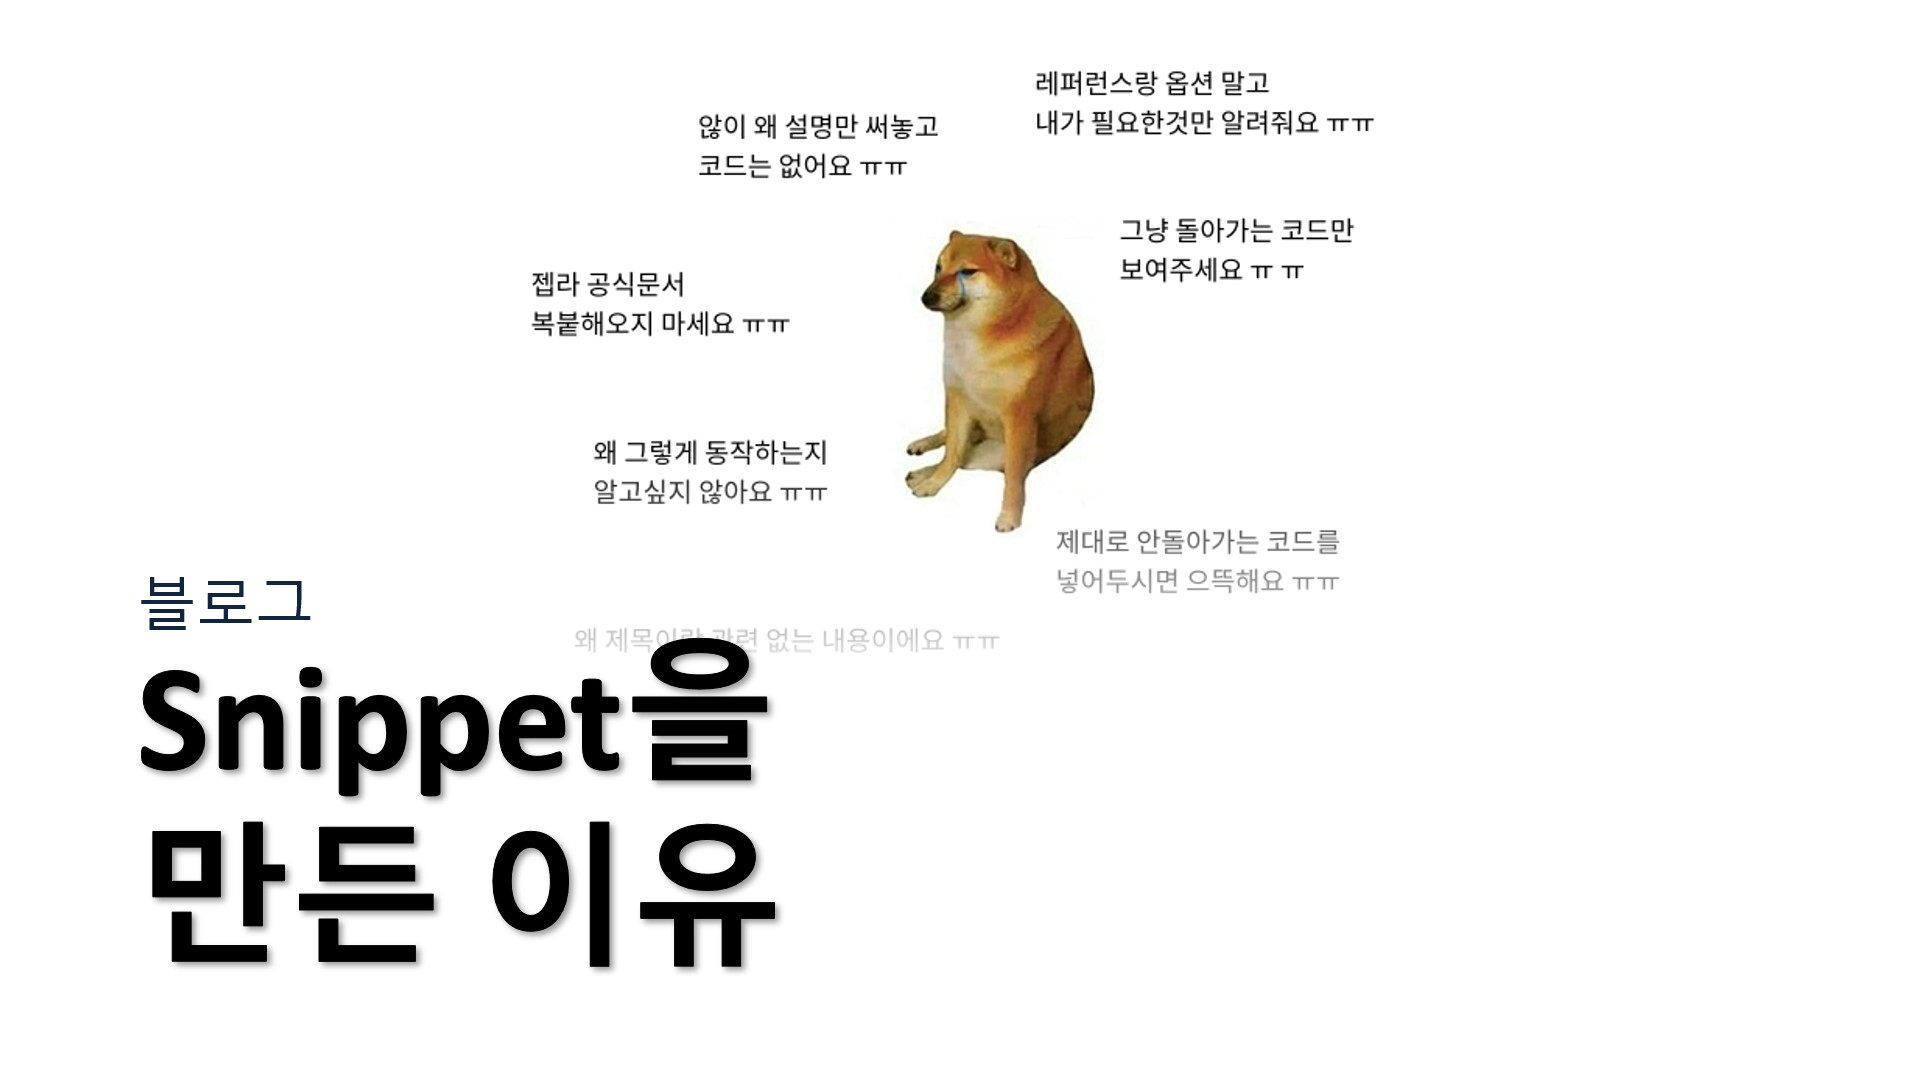 레퍼런스랑 옵션 말고
내가 필요한것만 알려줘요 ㅠㅠ
않이 왜 설명만 써놓고
코드는 없어요 ㅠㅠ
그냥 돌아가는 코드만
보여주세요 ㅠ ㅠ
젭라 공식문서
복붙해오지 마세요 ㅠㅠ
왜 그렇게 동작하는지
알고싶지 않아요 ㅠㅠ
제대로 안돌아가는 코드를
넣어두시면 으뜩해요 ㅠㅠ
왜 제목이랑 관련 없는 내용이에요 ㅠㅠ
블로그
Snippet을
만든 이유